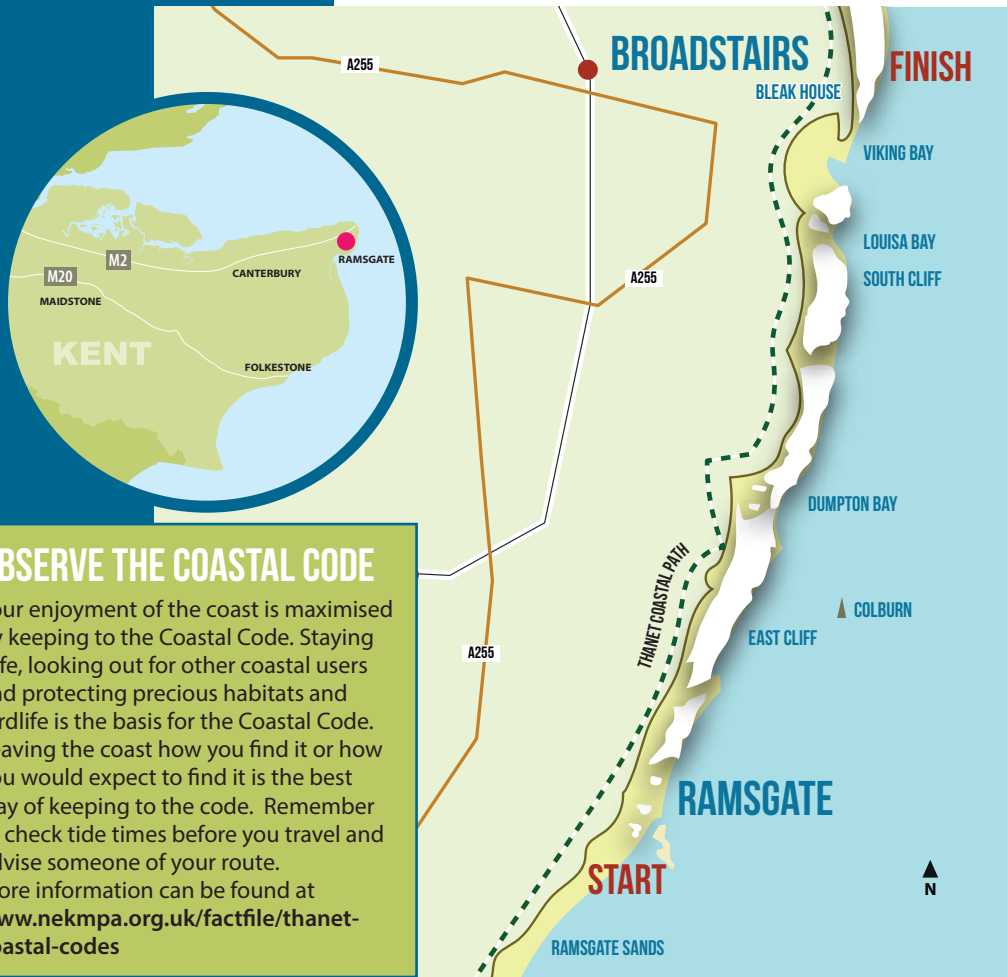 A255
BROADSTAIRS
FINISH
BLEAK HOUSE
VIKING BAY
LOUISA BAY
SOUTH CLIFF
A255
DUMPTON BAY
THANET COASTAL PATH
COLBURN
EAST CLIFF
A255
RAMSGATE
START
N
RAMSGATE SANDS
RAMSGATE
M2
CANTERBURY
M20
MAIDSTONE
KENT
FOLKESTONE
BSERVE THE COASTAL CODE
our enjoyment of the coast is maximised
y keeping to the Coastal Code. Staying
fe, looking out for other coastal users
nd protecting precious habitats and
rdlife is the basis for the Coastal Code.
eaving the coast how you find it or how
ou would expect to find it is the best
ay of keeping to the code. Remember
check tide times before you travel and
dvise someone of your route.
ore information can be found at
ww.nekmpa.org.uk/factfile/thanet-
oastal-codes